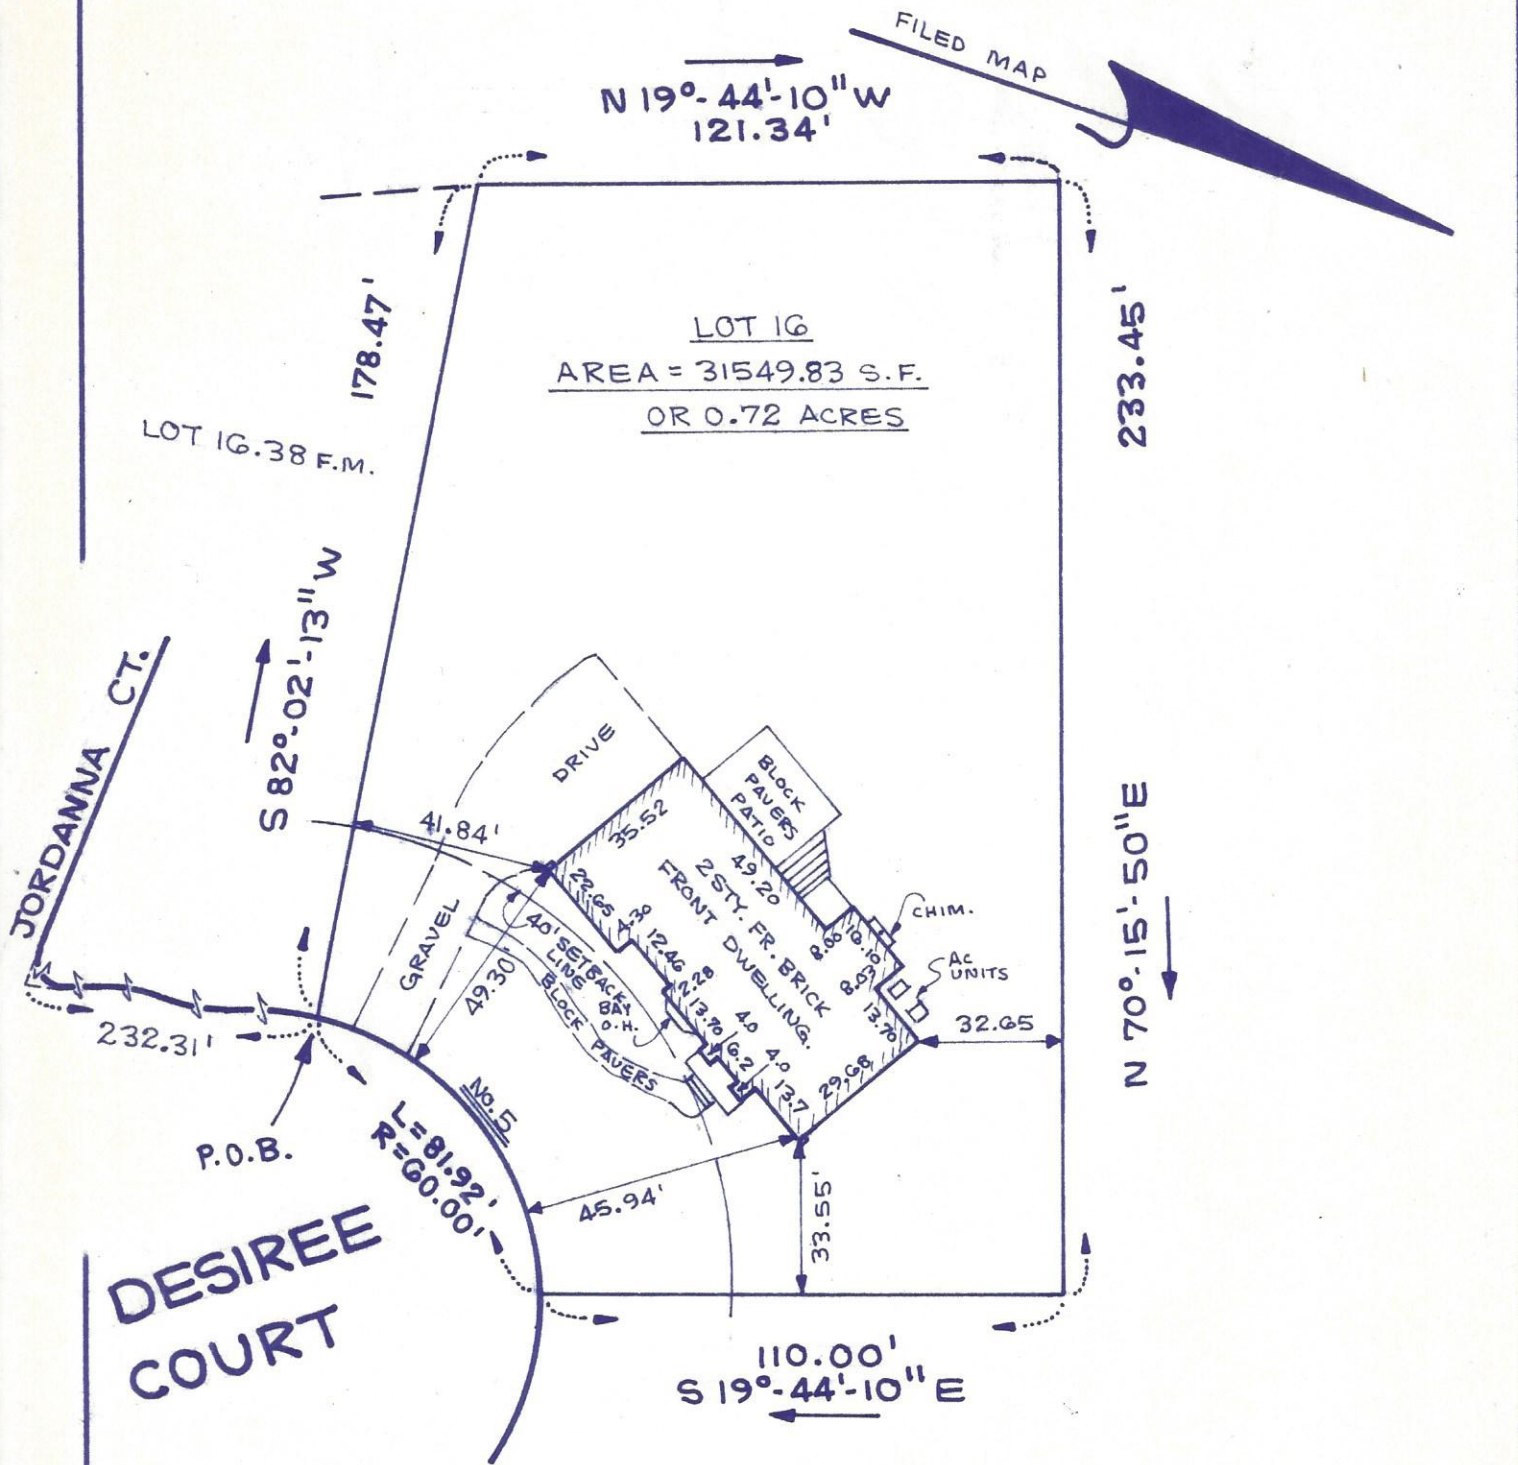 FILED MAP
N 19°-44'-10" W
121.34'
178.47'
LOT 16
AREA = 31549.83 S.F.
OR 0.72 ACRES
233.45'
LOT 16.38 F.M.
S 82°-02'-13" W
JORDANNA CT.
DRIVE
BLOCK
PAVERS
PATIO
41.84'
35.52
49.20
2 STY. FR. BRICK
FRONT DWELLING.
22.65
4.30
12.46
2.28
13.70
4.0
6.2
4.0
13.7
29.68
13.70
8.03
10.10
8.00
CHIM.
AC
UNITS
32.65
N 70°-15'-50" E
GRAVEL
49.30'
40' SETBACK
LINE
BAY
O.H.
BLOCK PAVERS
232.31'
P.O.B.
No. 5
L=81.92'
R=60.00'
45.94'
33.55'
DESIREE
COURT
110.00'
S 19°-44'-10" E